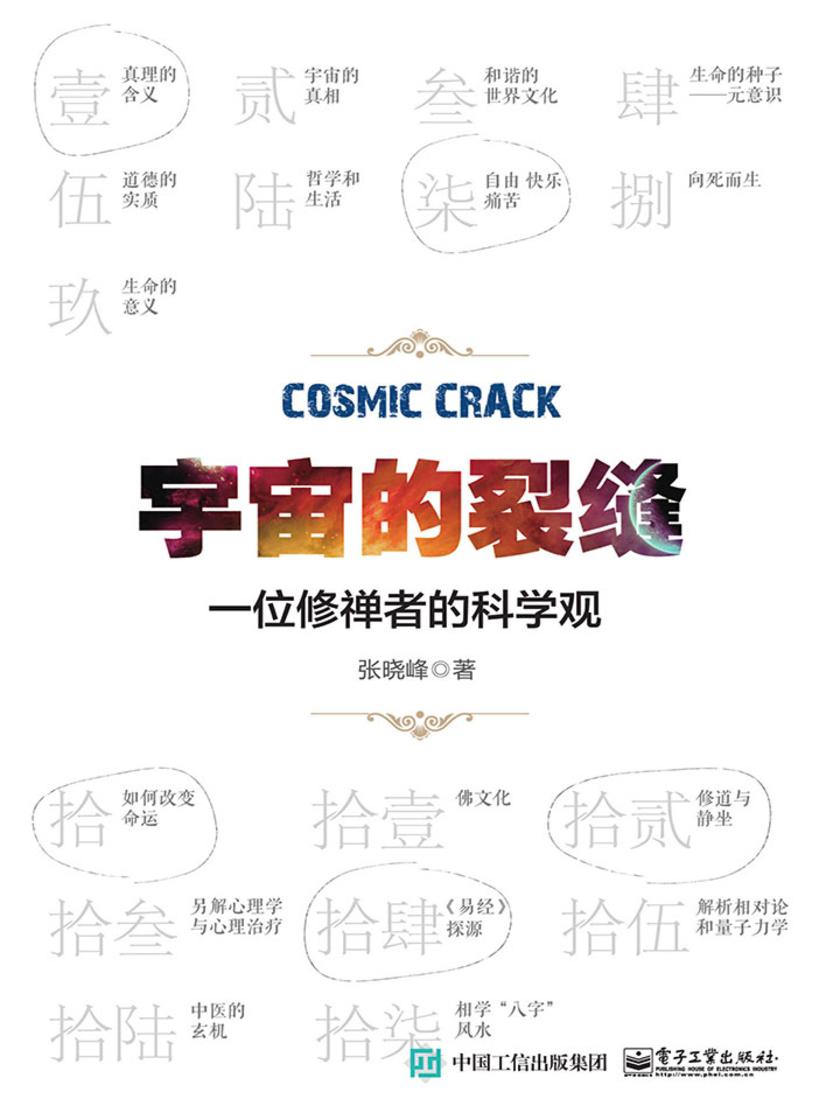 壹 真理的
含义
贰 宇宙的
真相
叁 和谐的
世界文化
肆 生命的种子
——元意识
伍 道德的
实质
陆 哲学和
生活
柒 自由 快乐
痛苦
捌 向死而生
玖 生命的
意义
COSMIC CRACK
宇宙的裂缝
一位修禅者的科学观
张晓峰◎著
拾 如何改变
命运
拾壹 佛文化
拾贰 修道与
静坐
拾叁 另解心理学
与心理治疗
拾肆 《易经》
探源
拾伍 解析相对论
和量子力学
拾陆 中医的
玄机
拾柒 相学“八字”
风水
中国工信出版集团
電子工業出版社.
PUBLISHING HOUSE OF ELECTRONICS INDUSTRY
http://www.phei.com.cn